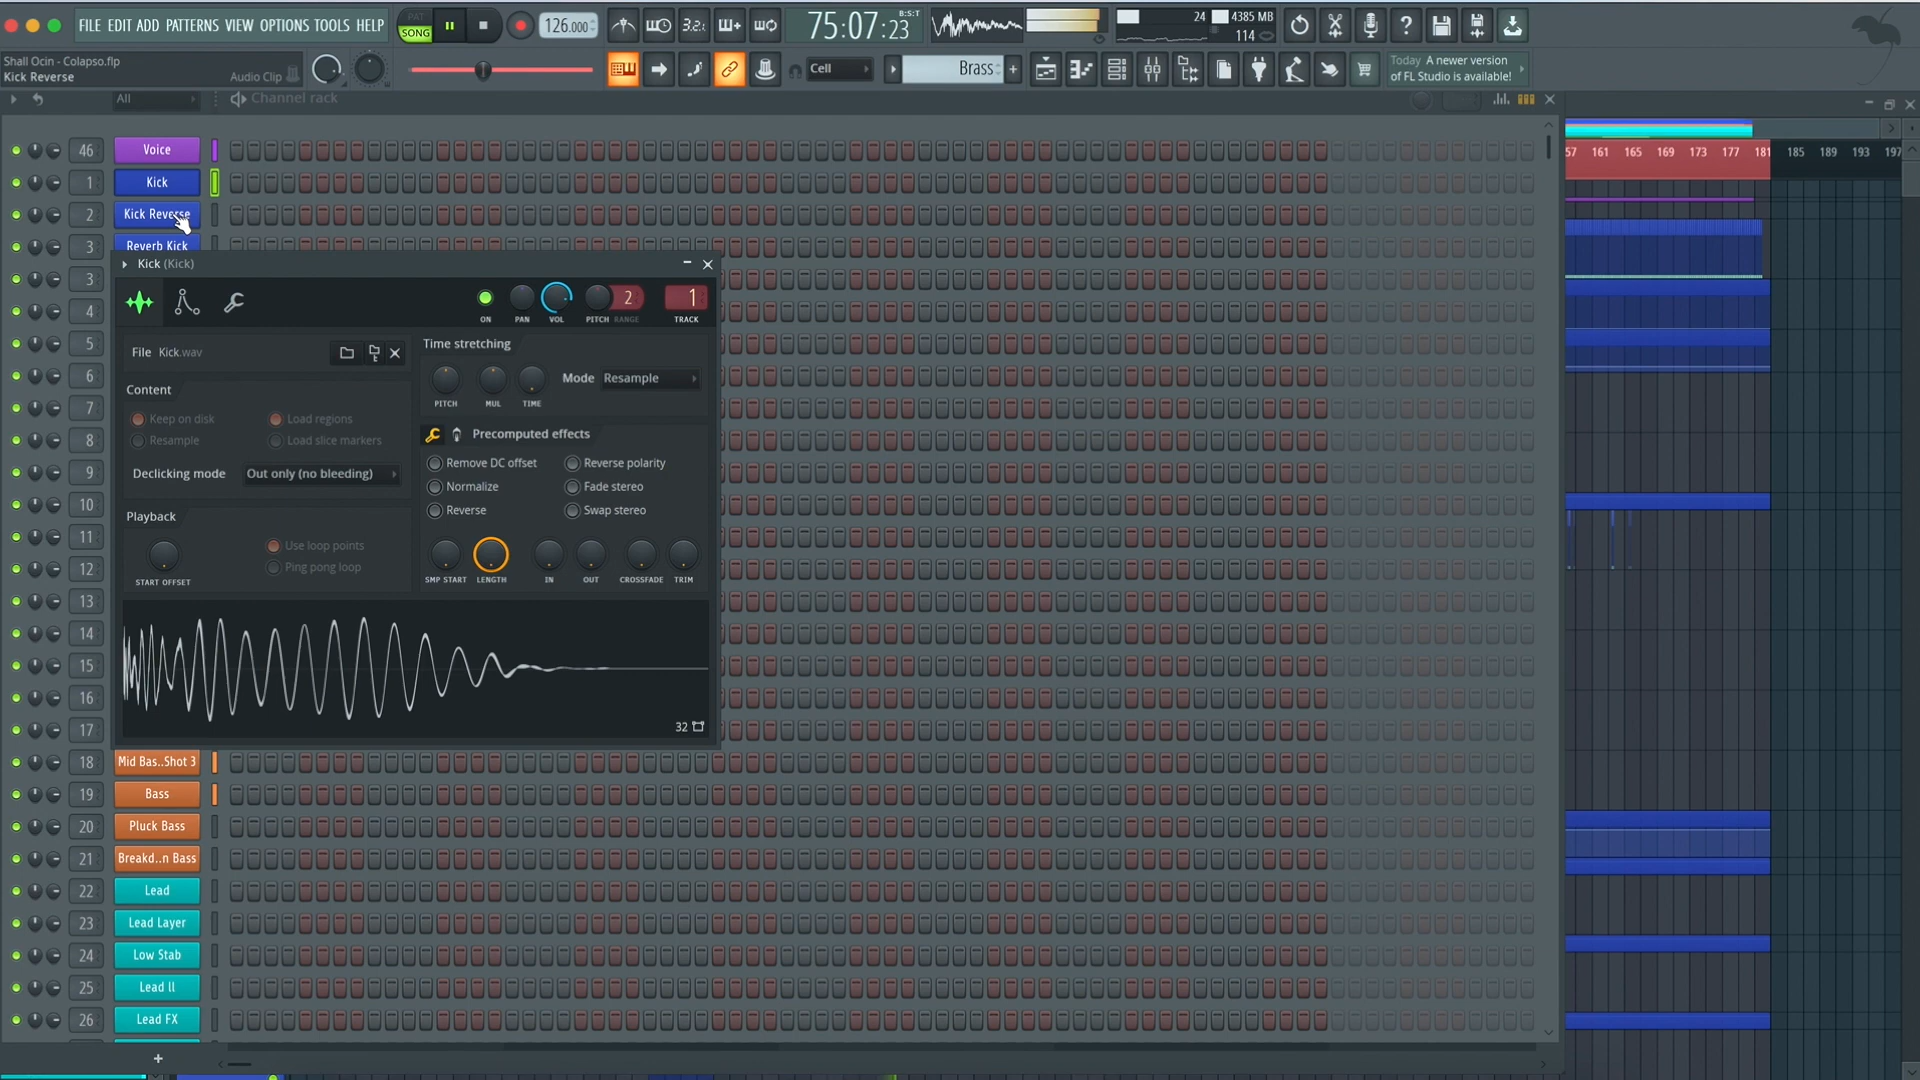 FILE EDIT ADD PATTERNS VIEW OPTIONS TOOLS HELP
PAT
SONG
126.000
3.2
75:07:23
B:S:T
24
4385 MB
114
Shall Ocin - Colapso.flp
Kick Reverse
Audio Clip
Cell
Brass
+
Today A newer version
of FL Studio is available!
All
Channel rack
46 Voice
1 Kick
2 Kick Reverse
3 Reverb Kick
3
4
5
6
7
8
9
10
11
12
13
14
15
16
17
18 Mid Bas..Shot 3
19 Bass
20 Pluck Bass
21 Breakd..n Bass
22 Lead
23 Lead Layer
24 Low Stab
25 Lead ll
26 Lead FX
+
Kick (Kick)
2
1
ON PAN VOL PITCH RANGE TRACK
File Kick.wav
Content
Keep on disk Load regions
Resample Load slice markers
Declicking mode Out only (no bleeding)
Playback
Use loop points
Ping pong loop
START OFFSET
Time stretching
Mode Resample
PITCH MUL TIME
Precomputed effects
Remove DC offset Reverse polarity
Normalize Fade stereo
Reverse Swap stereo
SMP START LENGTH IN OUT CROSSFADE TRIM
32
57 161 165 169 173 177 181 185 189 193 197